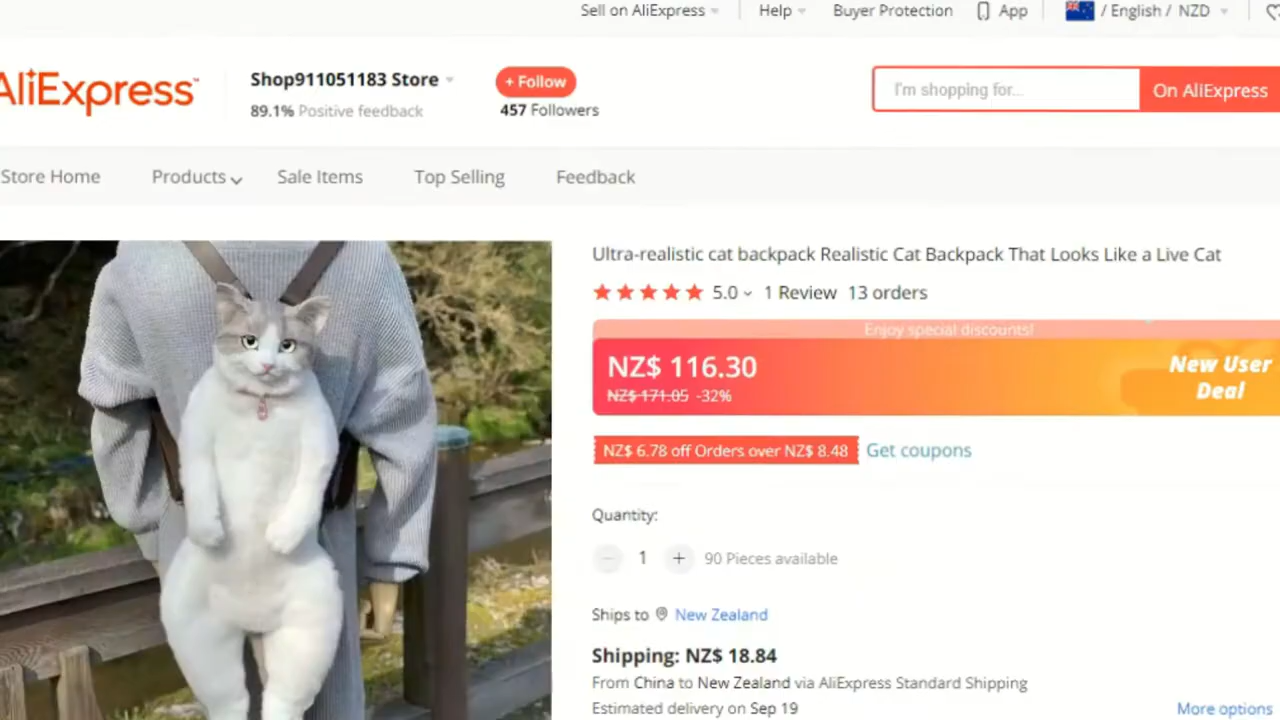 Sell on AliExpress
Help
Buyer Protection
App
/ English / NZD
AliExpress™
Shop911051183 Store
89.1% Positive feedback
+ Follow
457 Followers
I'm shopping for...
On AliExpress
Store Home
Products
Sale Items
Top Selling
Feedback
Ultra-realistic cat backpack Realistic Cat Backpack That Looks Like a Live Cat
5.0
1 Review
13 orders
Enjoy special discounts!
NZ$ 116.30
NZ$ 171.05 -32%
New User
Deal
NZ$ 6.78 off Orders over NZ$ 8.48
Get coupons
Quantity:
1
90 Pieces available
Ships to New Zealand
Shipping: NZ$ 18.84
From China to New Zealand via AliExpress Standard Shipping
Estimated delivery on Sep 19
More options